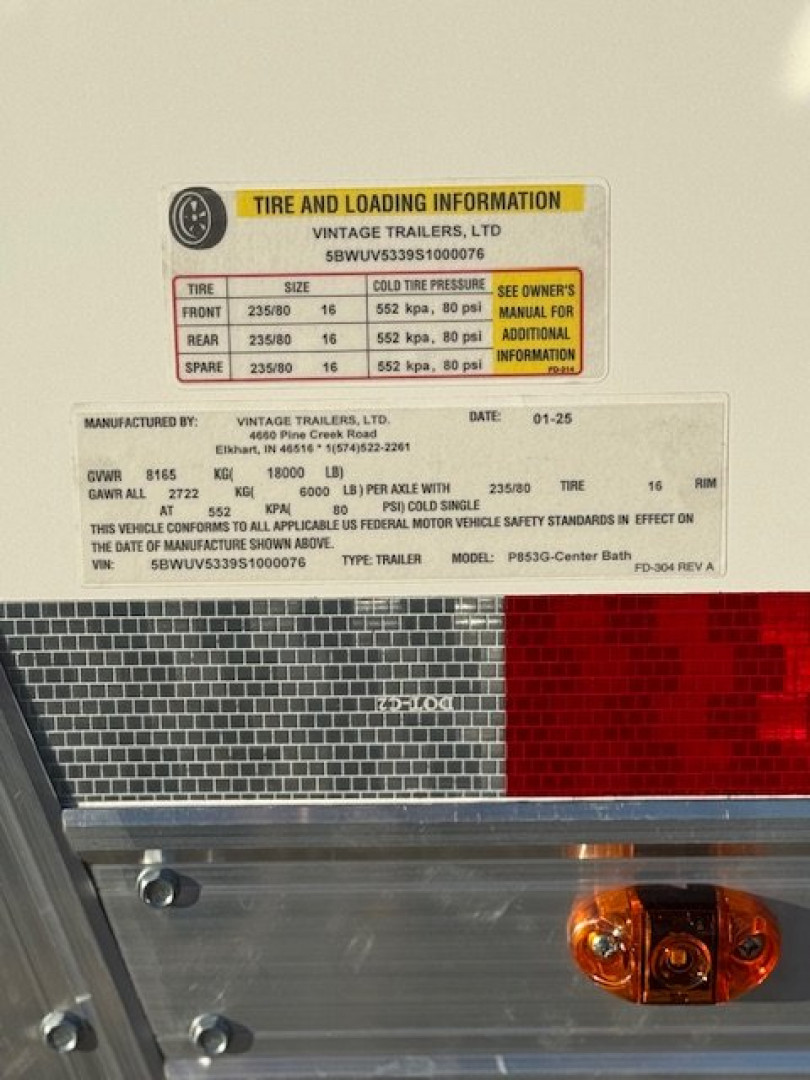 TIRE AND LOADING INFORMATION
VINTAGE TRAILERS, LTD
5BWUV5339S1000076
TIRE SIZE COLD TIRE PRESSURE
FRONT 235/80 16 552 kpa, 80 psi
REAR 235/80 16 552 kpa, 80 psi
SPARE 235/80 16 552 kpa, 80 psi
SEE OWNER'S
MANUAL FOR
ADDITIONAL
INFORMATION
FD-214
MANUFACTURED BY: VINTAGE TRAILERS, LTD. DATE: 01-25
4660 Pine Creek Road
Elkhart, IN 46516 * 1(574)522-2261
GVWR 8165 KG( 18000 LB)
GAWR ALL 2722 KG( 6000 LB) PER AXLE WITH 235/80 TIRE 16 RIM
AT 552 KPA( 80 PSI) COLD SINGLE
THIS VEHICLE CONFORMS TO ALL APPLICABLE US FEDERAL MOTOR VEHICLE SAFETY STANDARDS IN EFFECT ON
THE DATE OF MANUFACTURE SHOWN ABOVE.
VIN: 5BWUV5339S1000076 TYPE: TRAILER MODEL: P853G-Center Bath
FD-304 REV A
DOT-C2